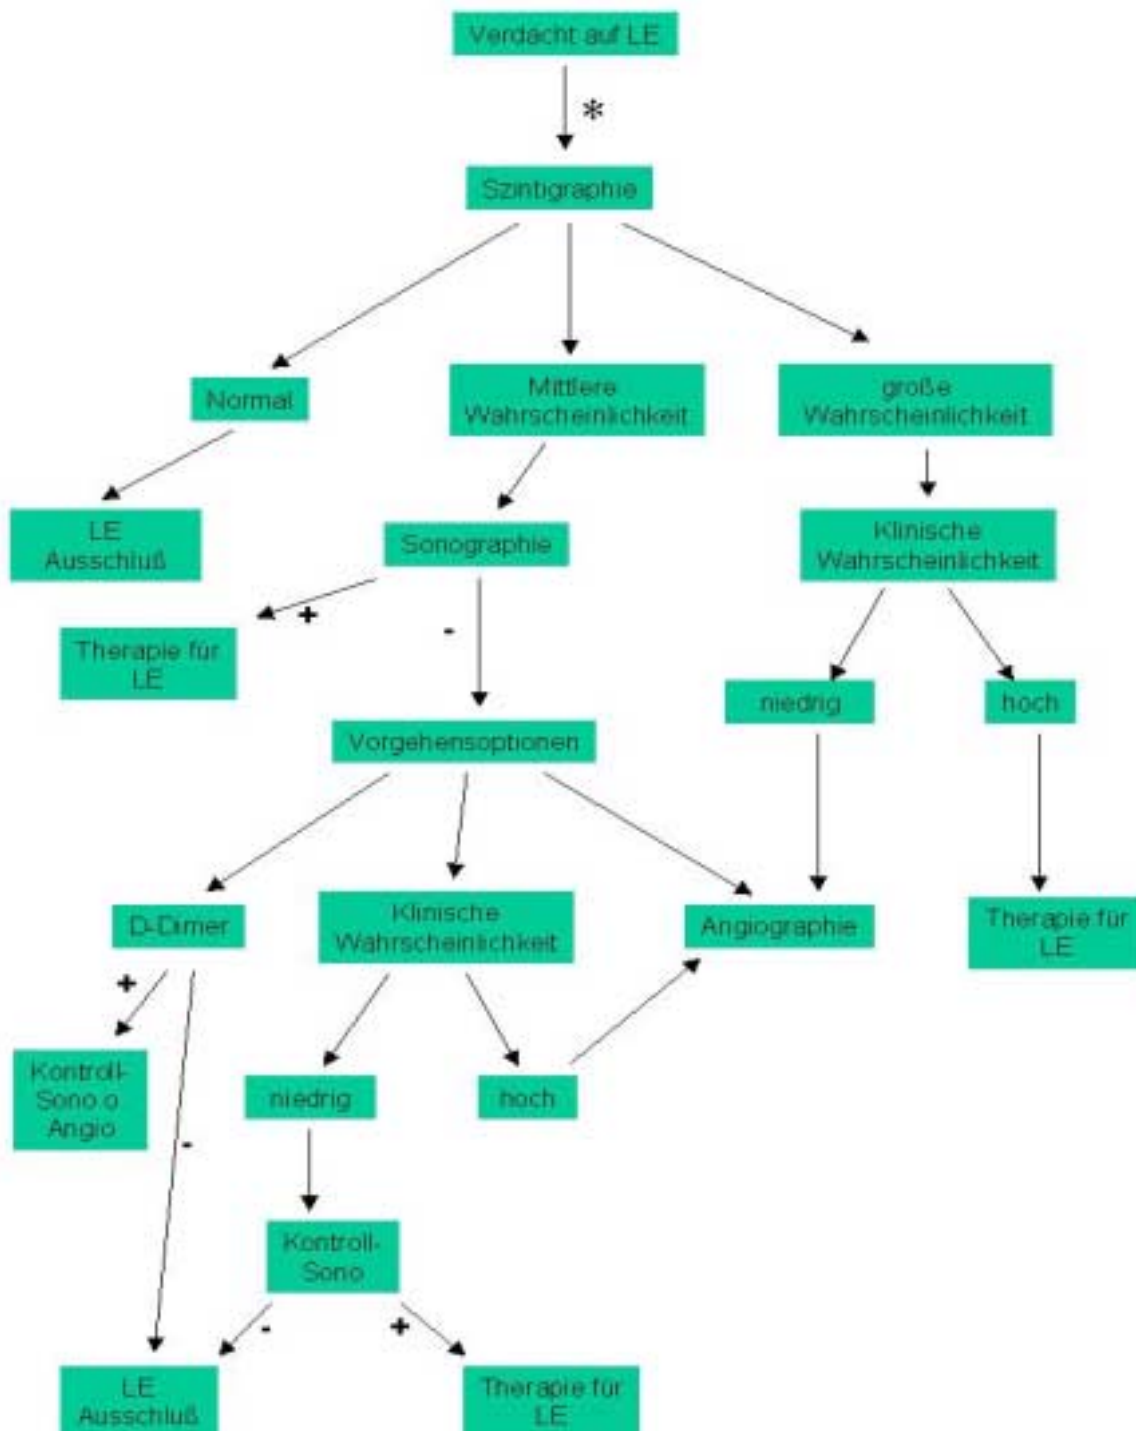 Verdacht auf LE
*
Szintigraphie
Normal
Mittlere
Wahrscheinlichkeit
große
Wahrscheinlichkeit
LE
Ausschluß
Sonographie
Klinische
Wahrscheinlichkeit
+
-
Therapie für
LE
niedrig
hoch
Vorgehensoptionen
D-Dimer
Klinische
Wahrscheinlichkeit
Angiographie
Therapie für
LE
+
Kontroll-
Sono o
Angio
-
niedrig
hoch
Kontroll-
Sono
-
+
LE
Ausschluß
Therapie für
LE